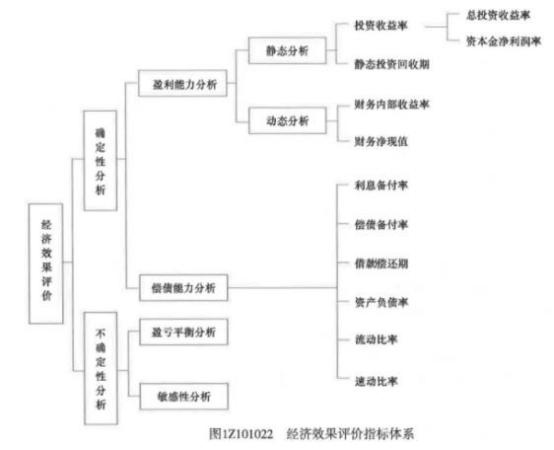 总投资收益率
投资收益率
资本金净利润率
静态分析
静态投资回收期
盈利能力分析
财务内部收益率
动态分析
确定性分析
财务净现值
利息备付率
偿债备付率
经济效果评价
借款偿还期
偿债能力分析
资产负债率
盈亏平衡分析
流动比率
不确定性分析
速动比率
敏感性分析
图1Z101022 经济效果评价指标体系